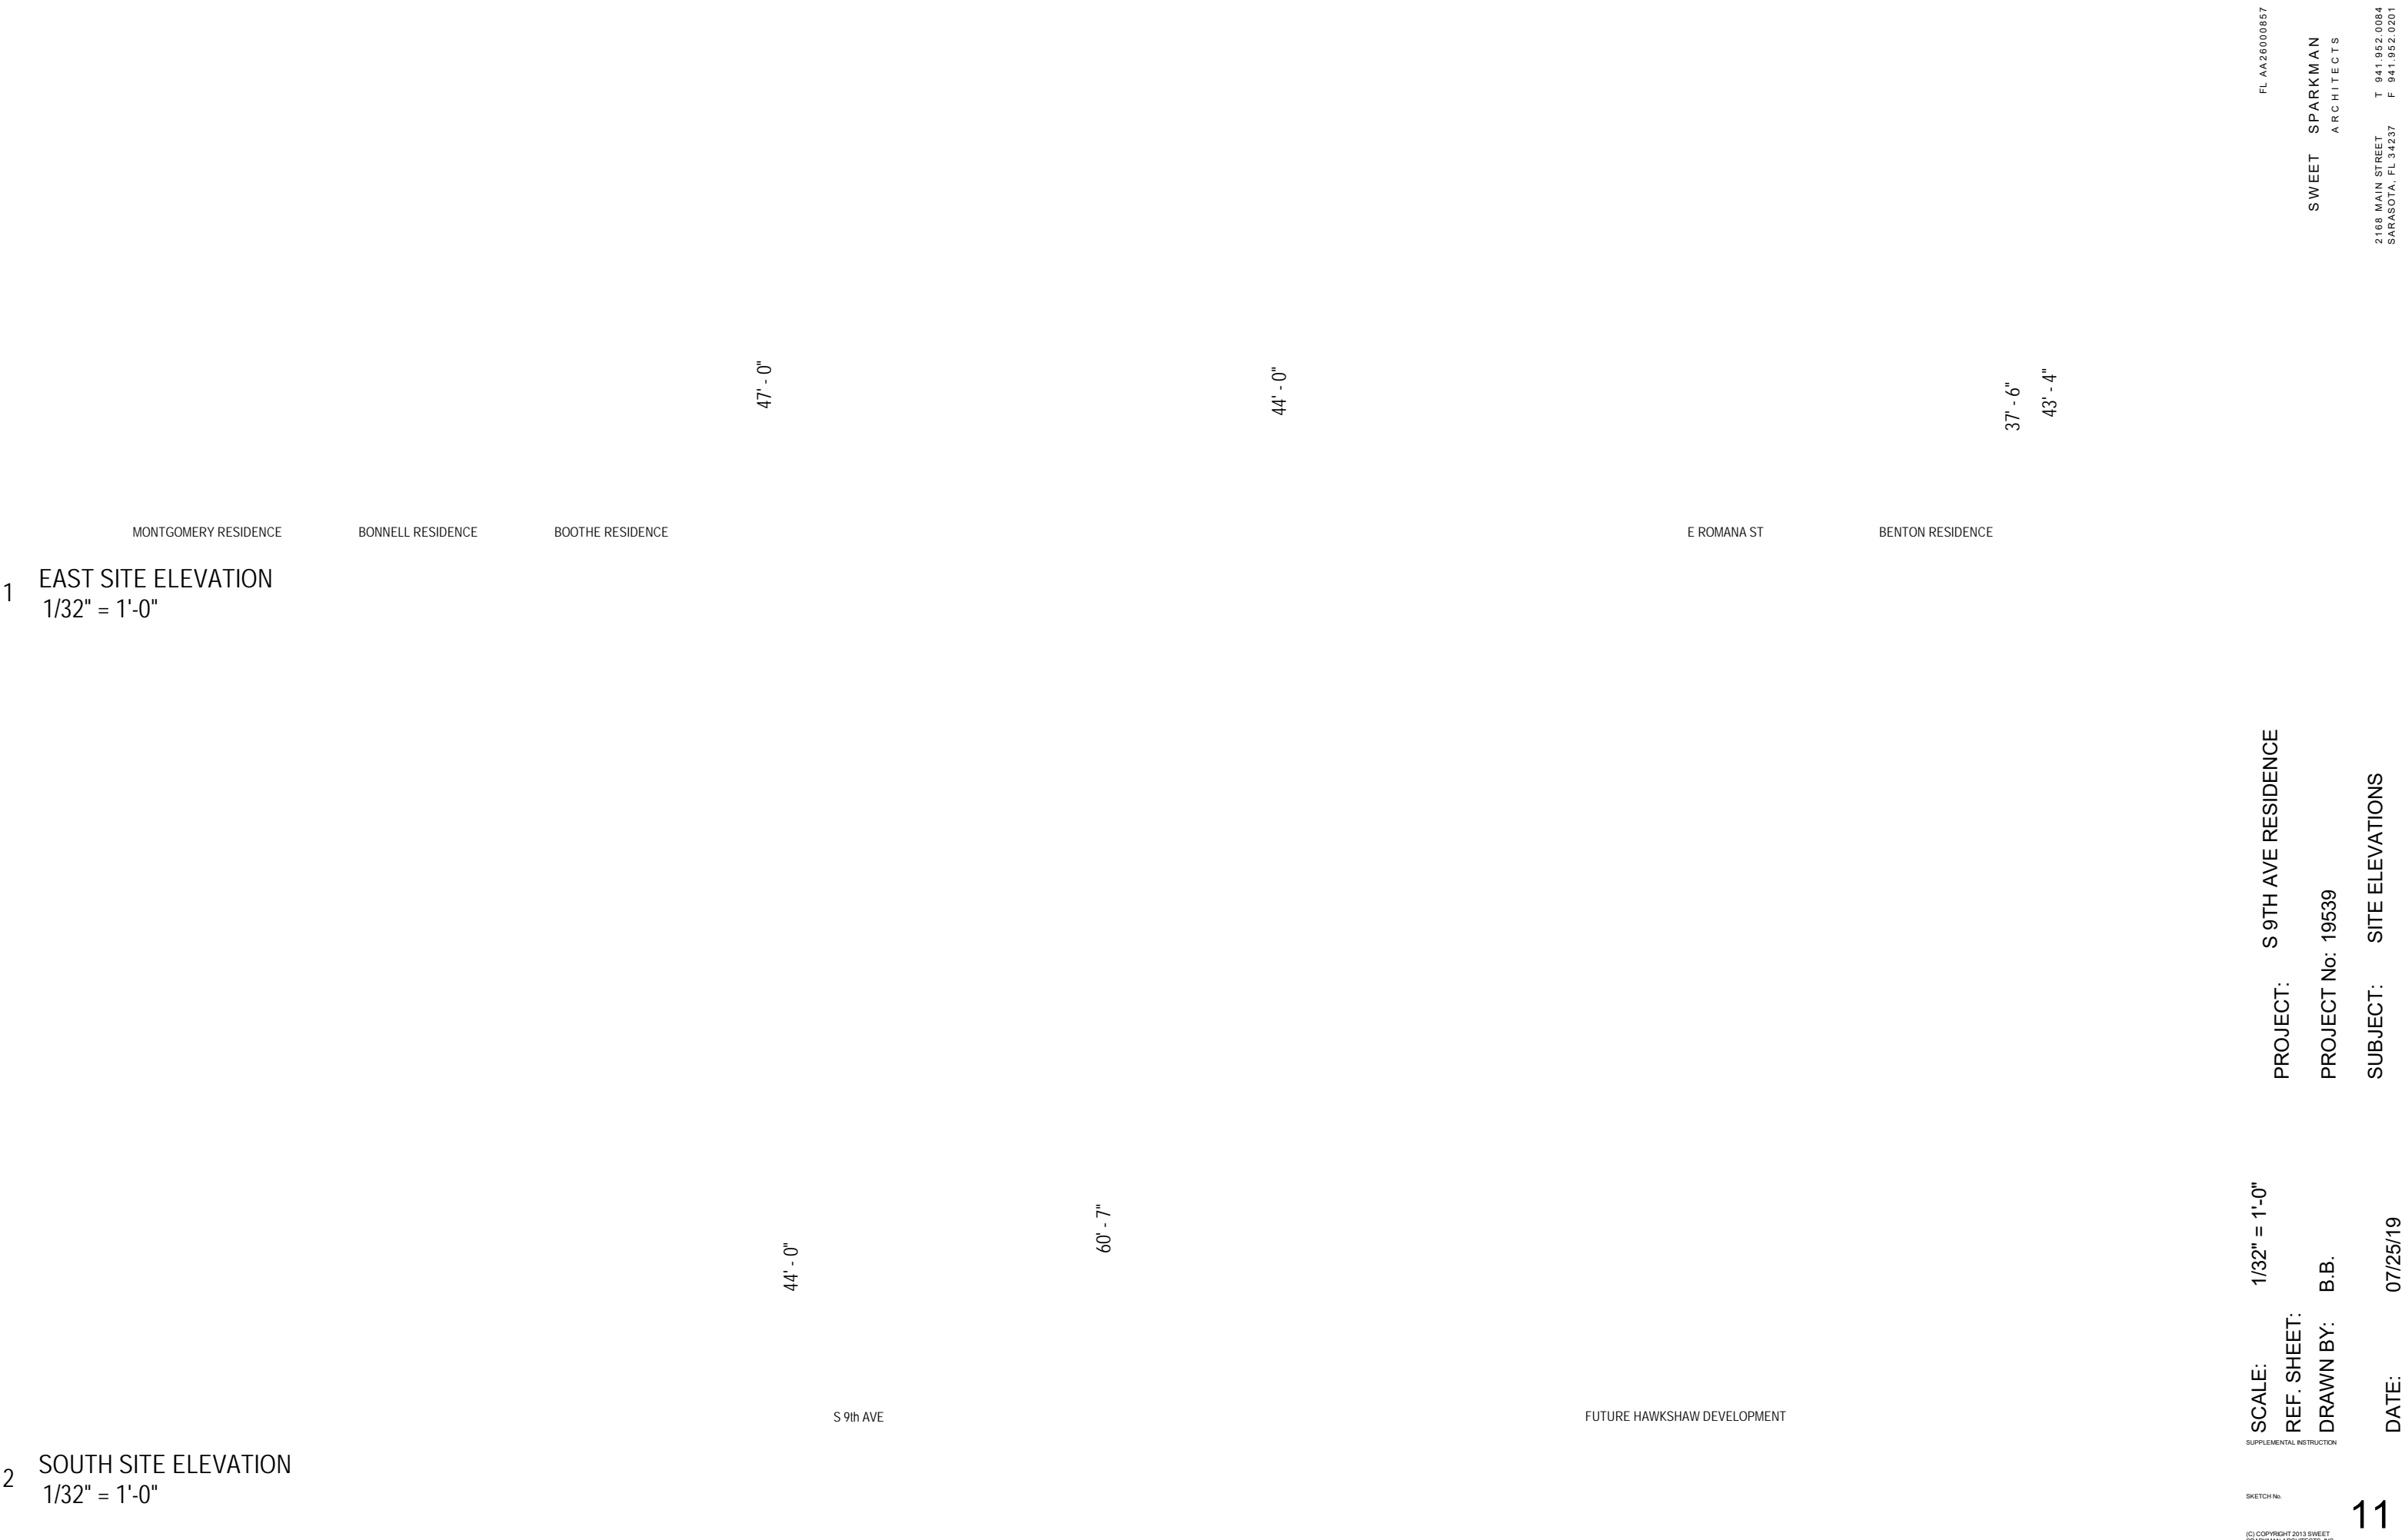 47' - 0"
44' - 0"
37' - 6"
43' - 4"
MONTGOMERY RESIDENCE
BONNELL RESIDENCE
BOOTHE RESIDENCE
E ROMANA ST
BENTON RESIDENCE
1
EAST SITE ELEVATION
1/32" = 1'-0"
44' - 0"
60' - 7"
S 9th AVE
FUTURE HAWKSHAW DEVELOPMENT
2
SOUTH SITE ELEVATION
1/32" = 1'-0"
FL AA26000857
SWEET SPARKMAN
ARCHITECTS
2168 MAIN STREET T 941.952.0084
SARASOTA, FL 34237 F 941.952.0201
PROJECT: S 9TH AVE RESIDENCE
PROJECT No: 19539
SUBJECT: SITE ELEVATIONS
SCALE: 1/32" = 1'-0"
REF. SHEET:
DRAWN BY: B.B.
DATE: 07/25/19
SUPPLEMENTAL INSTRUCTION
SKETCH No.
11
(C) COPYRIGHT 2013 SWEET